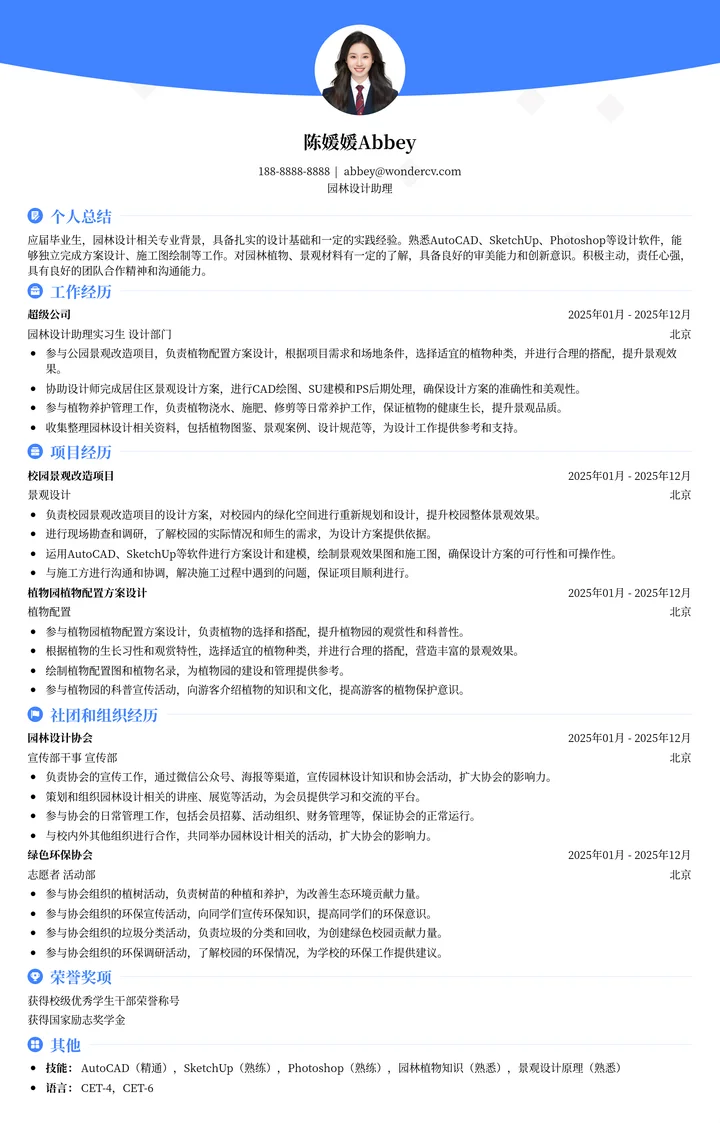 陈媛媛Abbey
188-8888-8888 | abbey@wondercv.com
园林设计助理
个人总结
应届毕业生，园林设计相关专业背景，具备扎实的设计基础和一定的实践经验。熟悉AutoCAD、SketchUp、Photoshop等设计软件，能
够独立完成方案设计、施工图绘制等工作。对园林植物、景观材料有一定的了解，具备良好的审美能力和创新意识。积极主动，责任心强，
具有良好的团队合作精神和沟通能力。
工作经历
超级公司 2025年01月 - 2025年12月
园林设计助理实习生 设计部门 北京
• 参与公园景观改造项目，负责植物配置方案设计，根据项目需求和场地条件，选择适宜的植物种类，并进行合理的搭配，提升景观效
果。
• 协助设计师完成居住区景观设计方案，进行CAD绘图、SU建模和PS后期处理，确保设计方案的准确性和美观性。
• 参与植物养护管理工作，负责植物浇水、施肥、修剪等日常养护工作，保证植物的健康生长，提升景观品质。
• 收集整理园林设计相关资料，包括植物图鉴、景观案例、设计规范等，为设计工作提供参考和支持。
项目经历
校园景观改造项目 2025年01月 - 2025年12月
景观设计 北京
• 负责校园景观改造项目的设计方案，对校园内的绿化空间进行重新规划和设计，提升校园整体景观效果。
• 进行现场勘查和调研，了解校园的实际情况和师生的需求，为设计方案提供依据。
• 运用AutoCAD、SketchUp等软件进行方案设计和建模，绘制景观效果图和施工图，确保设计方案的可行性和可操作性。
• 与施工方进行沟通和协调，解决施工过程中遇到的问题，保证项目顺利进行。
植物园植物配置方案设计 2025年01月 - 2025年12月
植物配置 北京
• 参与植物园植物配置方案设计，负责植物的选择和搭配，提升植物园的观赏性和科普性。
• 根据植物的生长习性和观赏特性，选择适宜的植物种类，并进行合理的搭配，营造丰富的景观效果。
• 绘制植物配置图和植物名录，为植物园的建设和管理提供参考。
• 参与植物园的科普宣传活动，向游客介绍植物的知识和文化，提高游客的植物保护意识。
社团和组织经历
园林设计协会 2025年01月 - 2025年12月
宣传部干事 宣传部 北京
• 负责协会的宣传工作，通过微信公众号、海报等渠道，宣传园林设计知识和协会活动，扩大协会的影响力。
• 策划和组织园林设计相关的讲座、展览等活动，为会员提供学习和交流的平台。
• 参与协会的日常管理工作，包括会员招募、活动组织、财务管理等，保证协会的正常运行。
• 与校内外其他组织进行合作，共同举办园林设计相关的活动，扩大协会的影响力。
绿色环保协会 2025年01月 - 2025年12月
志愿者 活动部 北京
• 参与协会组织的植树活动，负责树苗的种植和养护，为改善生态环境贡献力量。
• 参与协会组织的环保宣传活动，向同学们宣传环保知识，提高同学们的环保意识。
• 参与协会组织的垃圾分类活动，负责垃圾的分类和回收，为创建绿色校园贡献力量。
• 参与协会组织的环保调研活动，了解校园的环保情况，为学校的环保工作提供建议。
荣誉奖项
获得校级优秀学生干部荣誉称号
获得国家励志奖学金
其他
• 技能： AutoCAD（精通）, SketchUp（熟练）, Photoshop（熟练）, 园林植物知识（熟悉）, 景观设计原理（熟悉）
• 语言： CET-4，CET-6